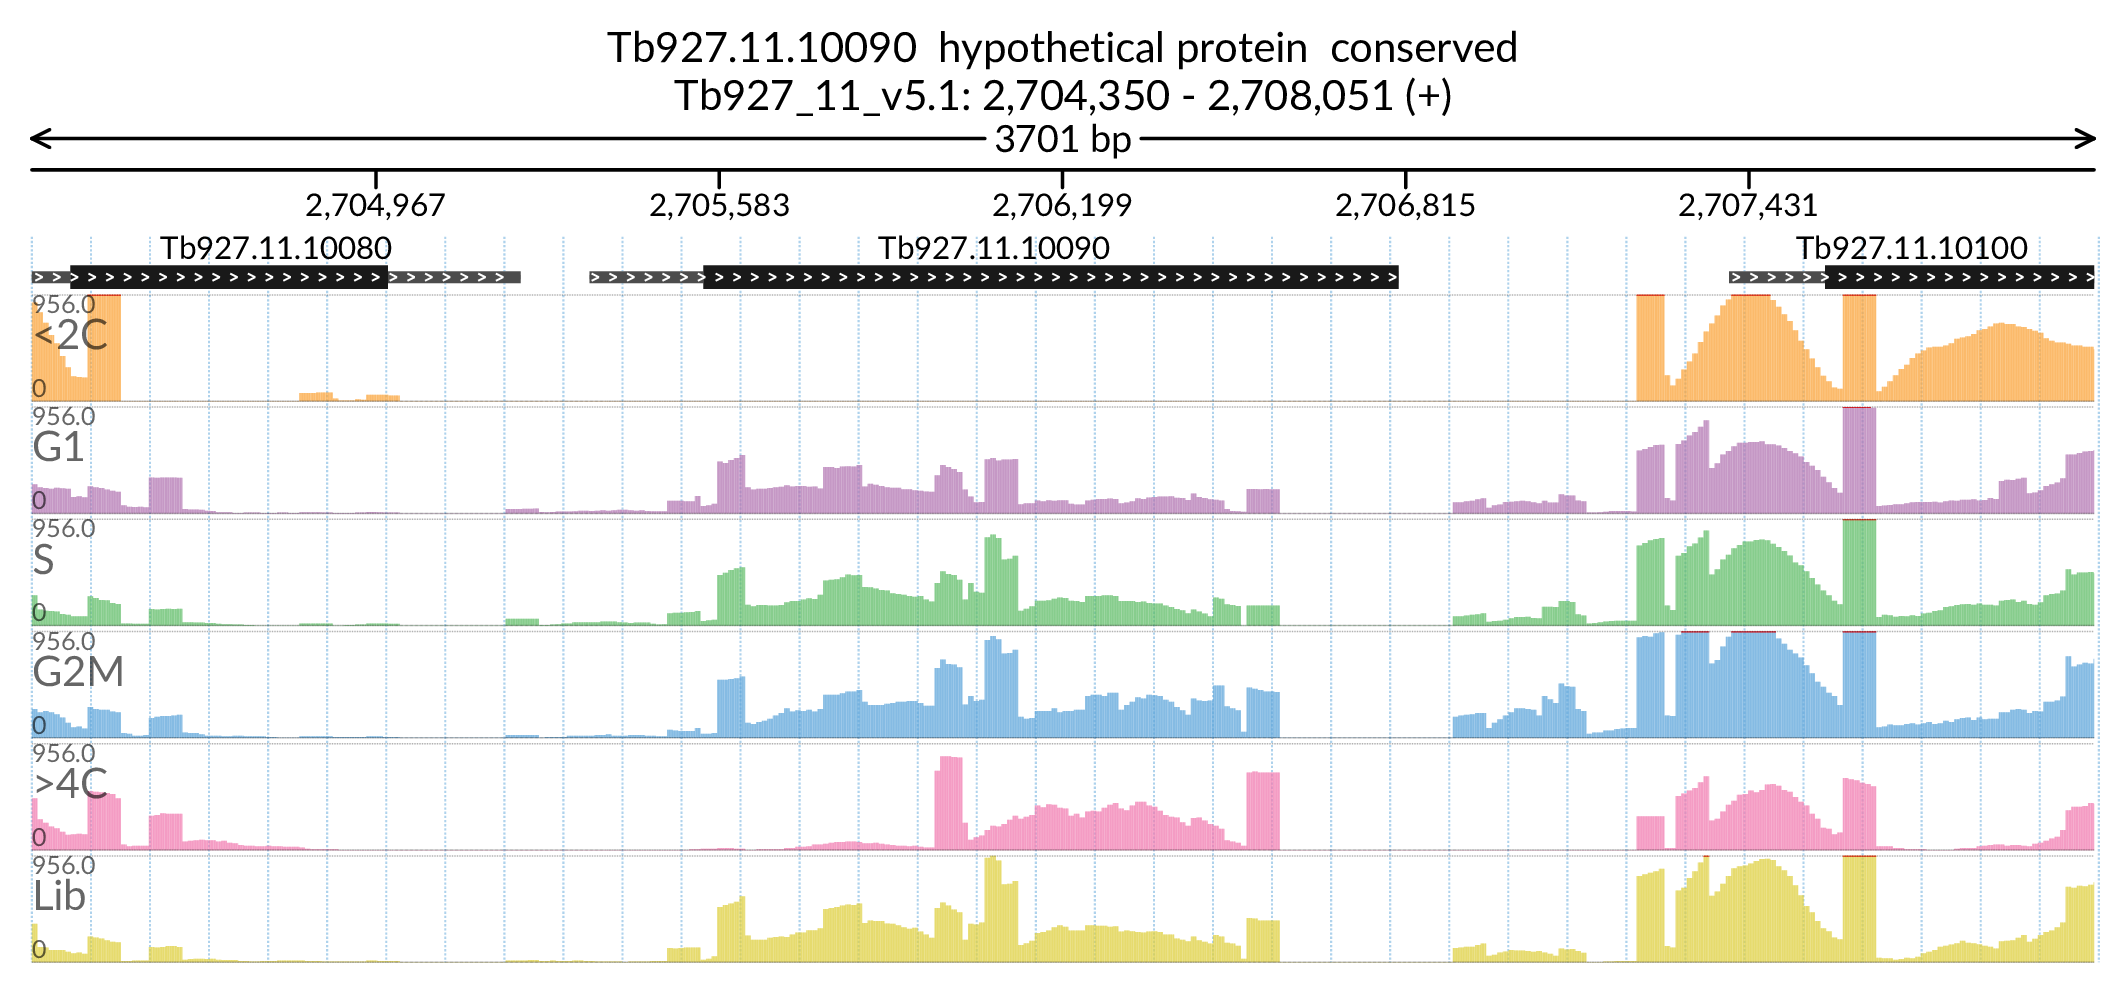 Tb927.11.10090 hypothetical protein conserved
Tb927_11_v5.1: 2,704,350 - 2,708,051 (+)
3701 bp
2,704,967 2,705,583 2,706,199 2,706,815 2,707,431
Tb927.11.10080 Tb927.11.10090 Tb927.11.10100
956.0
<2C
0
956.0
G1
0
956.0
S
0
956.0
G2M
0
956.0
>4C
0
956.0
Lib
0